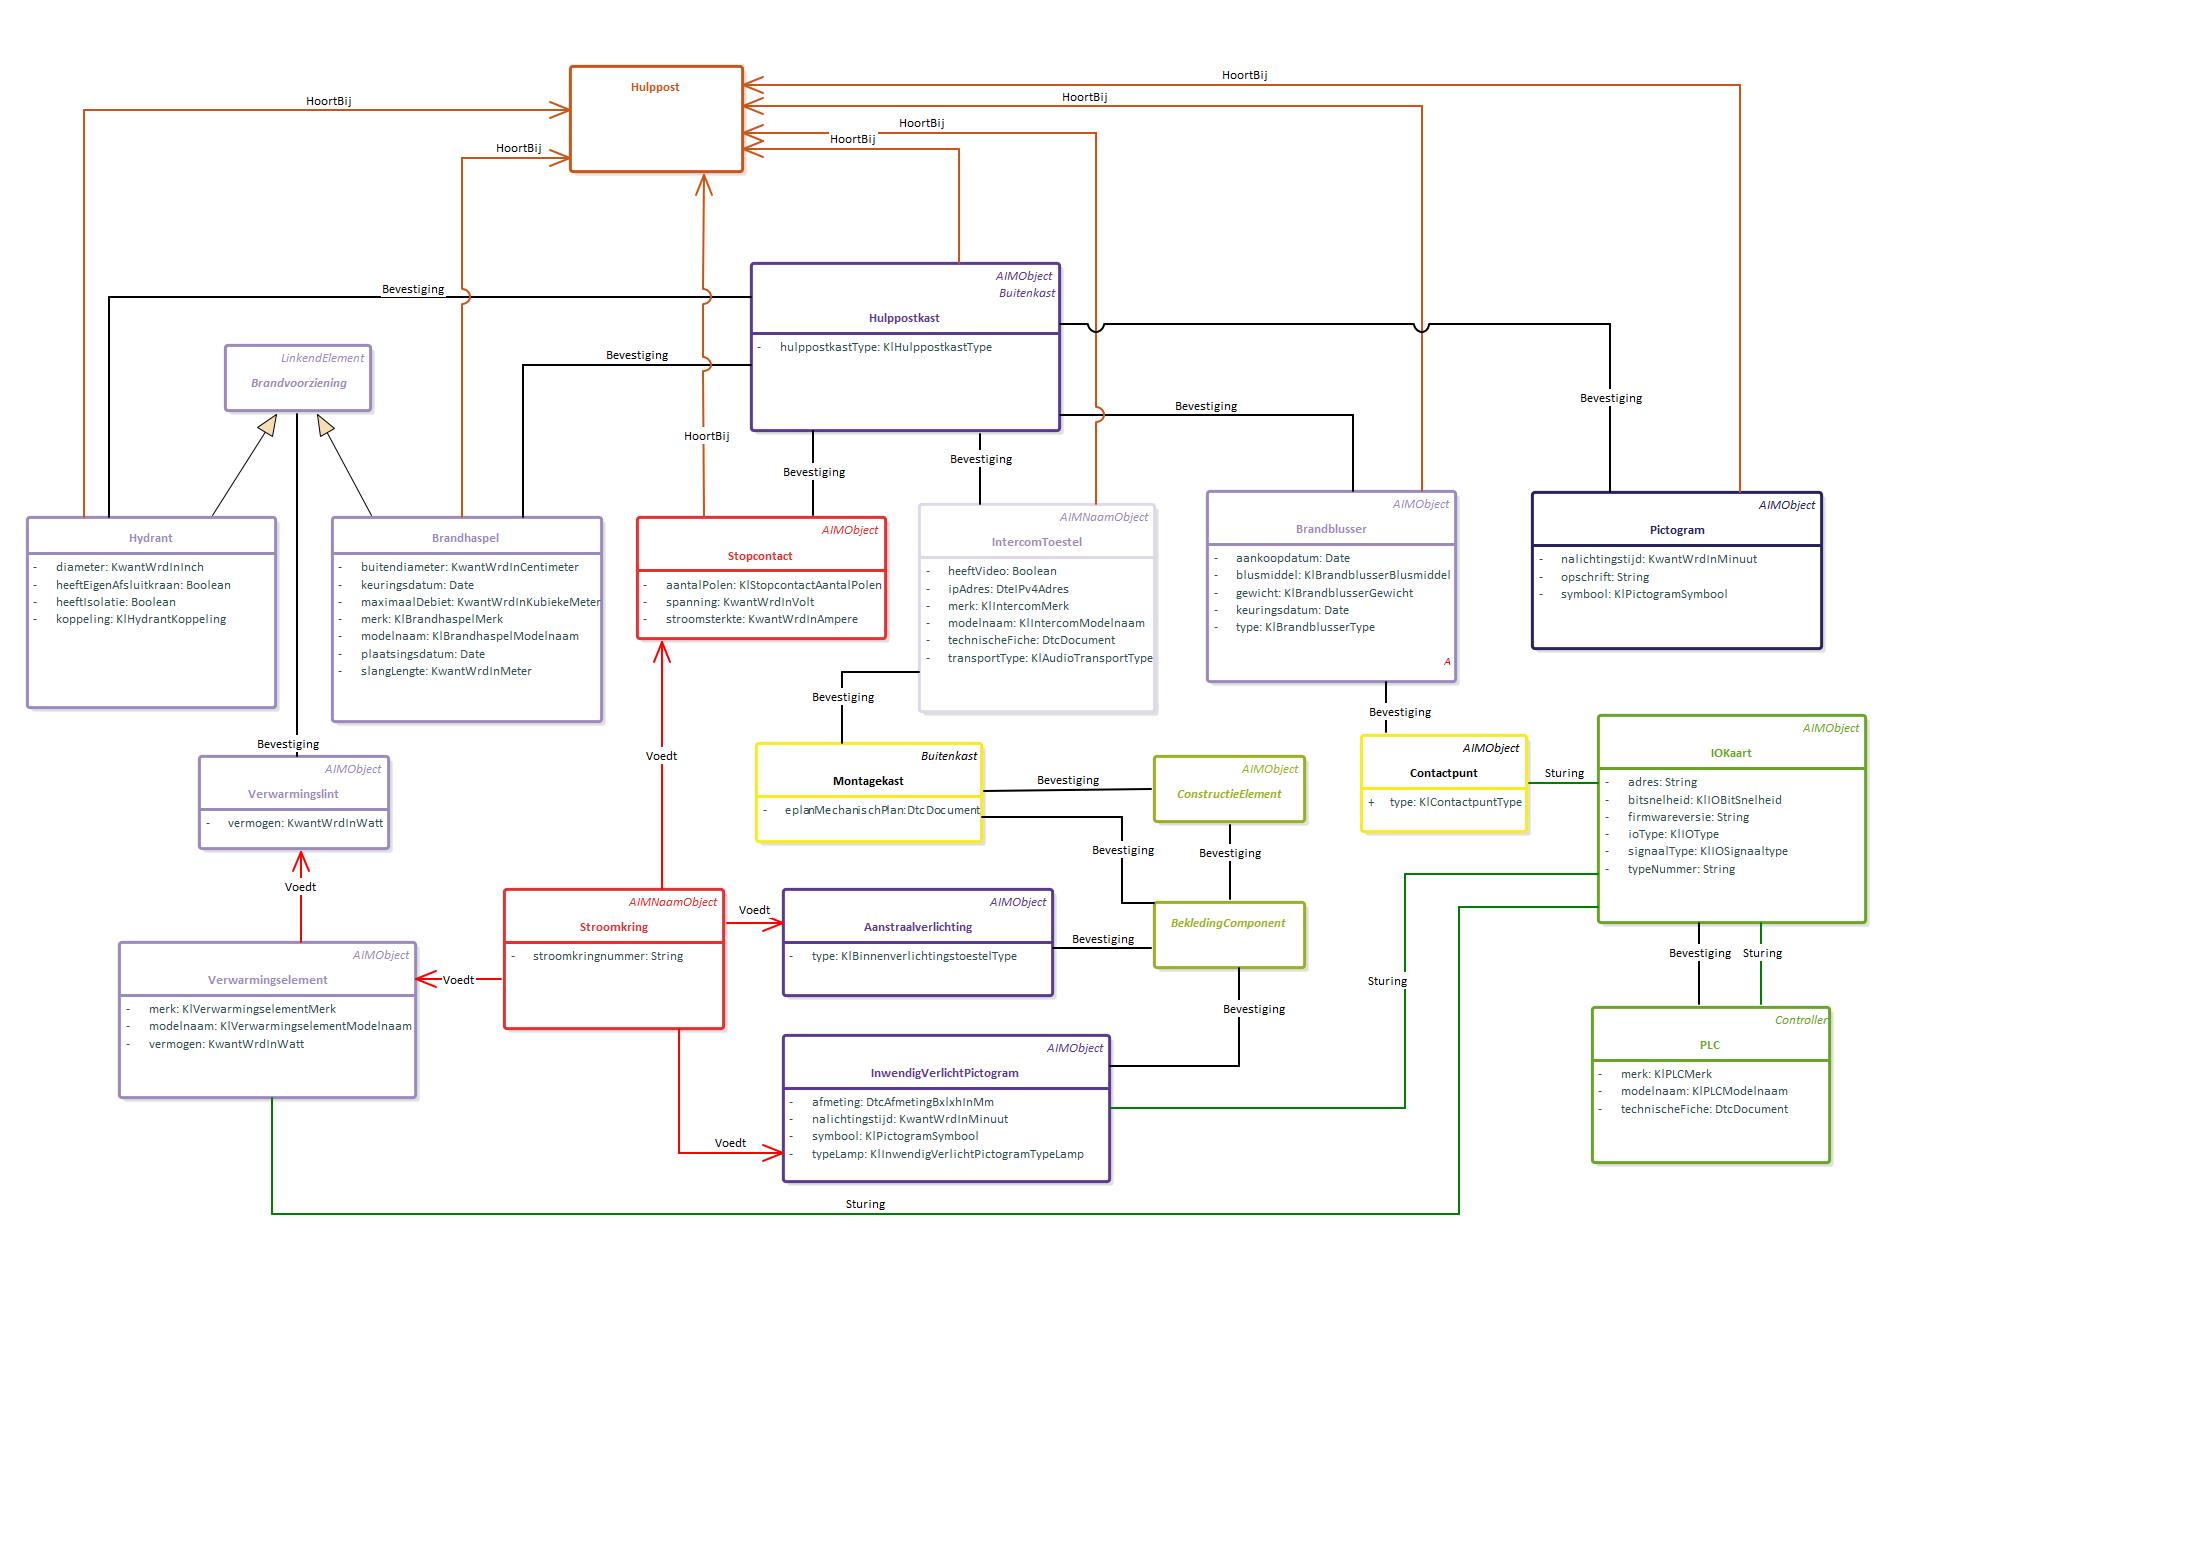 HoortBij
Hulppost
HoortBij
HoortBij
HoortBij
HoortBij
HoortBij
AIMObject
Buitenkast
Hulppostkast
- hulppostkastType: KlHulppostkastType
Bevestiging
Bevestiging
LinkendElement
Brandvoorziening
HoortBij
Bevestiging
Bevestiging
Bevestiging
Bevestiging
Hydrant
- diameter: KwantWrdInInch
- heeftEigenAfsluitkraan: Boolean
- heeftIsolatie: Boolean
- koppeling: KlHydrantKoppeling
Brandhaspel
- buitendiameter: KwantWrdInCentimeter
- keuringsdatum: Date
- maximaalDebiet: KwantWrdInKubiekeMeter
- merk: KlBrandhaspelMerk
- modelnaam: KlBrandhaspelModelnaam
- plaatsingsdatum: Date
- slangLengte: KwantWrdInMeter
AIMObject
Stopcontact
- aantalPolen: KlStopcontactAantalPolen
- spanning: KwantWrdInVolt
- stroomsterkte: KwantWrdInAmpere
AIMNaamObject
IntercomToestel
- heeftVideo: Boolean
- ipAdres: DteIPv4Adres
- merk: KlIntercomMerk
- modelnaam: KlIntercomModelnaam
- technischeFiche: DtcDocument
- transportType: KlAudioTransportType
AIMObject
Brandblusser
- aankoopdatum: Date
- blusmiddel: KlBrandblusserBlusmiddel
- gewicht: KlBrandblusserGewicht
- keuringsdatum: Date
- type: KlBrandblusserType
A
AIMObject
Pictogram
- nalichtingstijd: KwantWrdInMinuut
- opschrift: String
- symbool: KlPictogramSymbool
Bevestiging
Bevestiging
Bevestiging
Voedt
AIMObject
Verwarmingslint
- vermogen: KwantWrdInWatt
Buitenkast
Montagekast
- eplanMechanischPlan:DtcDocument
Bevestiging
AIMObject
ConstructieElement
AIMObject
Contactpunt
+ type: KlContactpuntType
Sturing
AIMObject
IOKaart
- adres: String
- bitsnelheid: KlIOBitSnelheid
- firmwareversie: String
- ioType: KlIOType
- signaalType: KlIOSignaaltype
- typeNummer: String
Bevestiging
Bevestiging
Voedt
AIMNaamObject
Stroomkring
- stroomkringnummer: String
Voedt
AIMObject
Aanstraalverlichting
- type: KlBinnenverlichtingstoestelType
Bevestiging
BekledingComponent
AIMObject
Verwarmingselement
- merk: KlVerwarmingselementMerk
- modelnaam: KlVerwarmingselementModelnaam
- vermogen: KwantWrdInWatt
Voedt
Sturing
Bevestiging
Sturing
Bevestiging
AIMObject
InwendigVerlichtPictogram
- afmeting: DtcAfmetingBxlxhInMm
- nalichtingstijd: KwantWrdInMinuut
- symbool: KlPictogramSymbool
- typeLamp: KlInwendigVerlichtPictogramTypeLamp
Controller
PLC
- merk: KlPLCMerk
- modelnaam: KlPLCModelnaam
- technischeFiche: DtcDocument
Voedt
Sturing